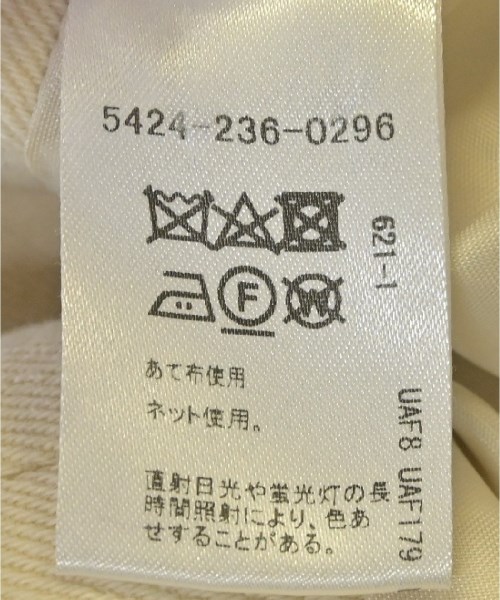 5424-236-0296
621-1
F
W
あて布使用
ネット使用。
直射日光や蛍光灯の長
時間照射により、色あ
せすることがある。
UAF8 UAF179